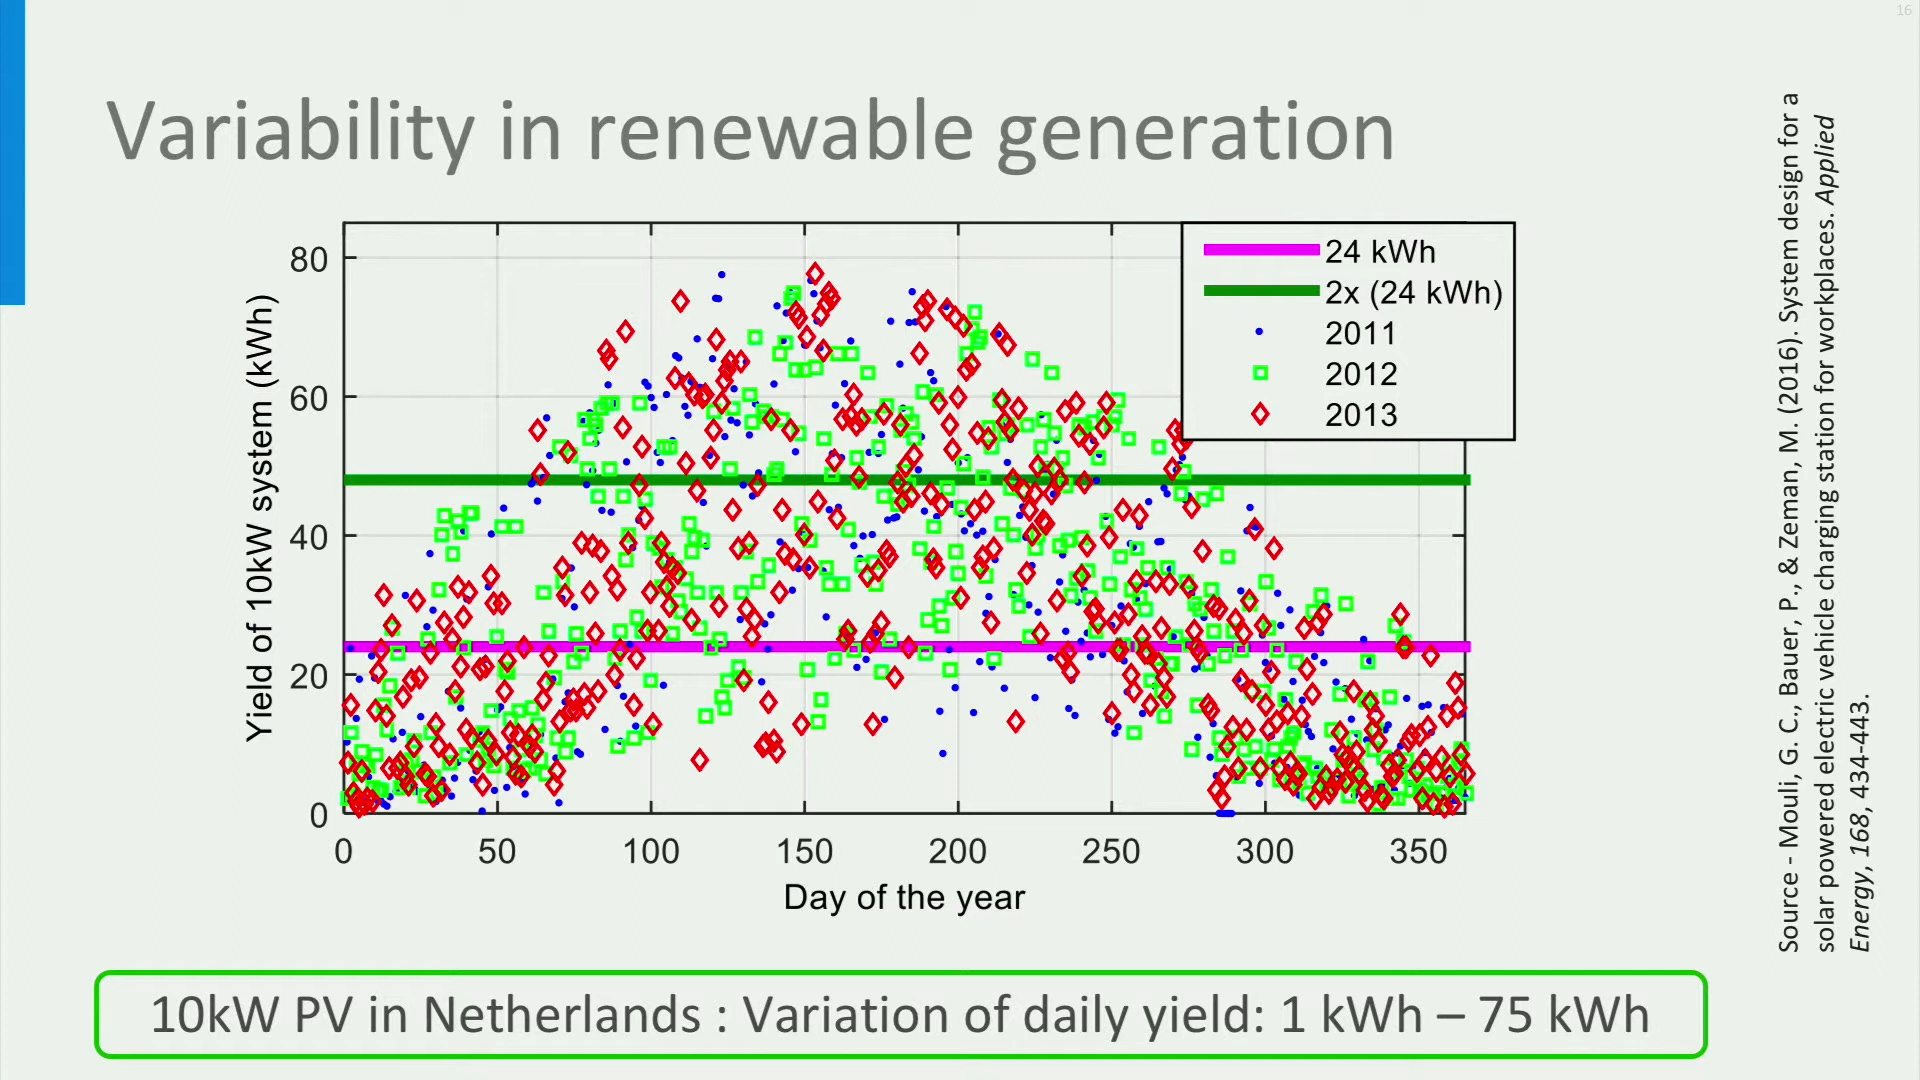 16
Variability in renewable generation
Yield of 10kW system (kWh)
80
60
40
20
0
0 50 100 150 200 250 300 350
Day of the year
24 kWh
2x (24 kWh)
2011
2012
2013
Source - Mouli, G. C., Bauer, P., & Zeman, M. (2016). System design for a
solar powered electric vehicle charging station for workplaces. Applied
Energy, 168, 434-443.
10kW PV in Netherlands : Variation of daily yield: 1 kWh – 75 kWh